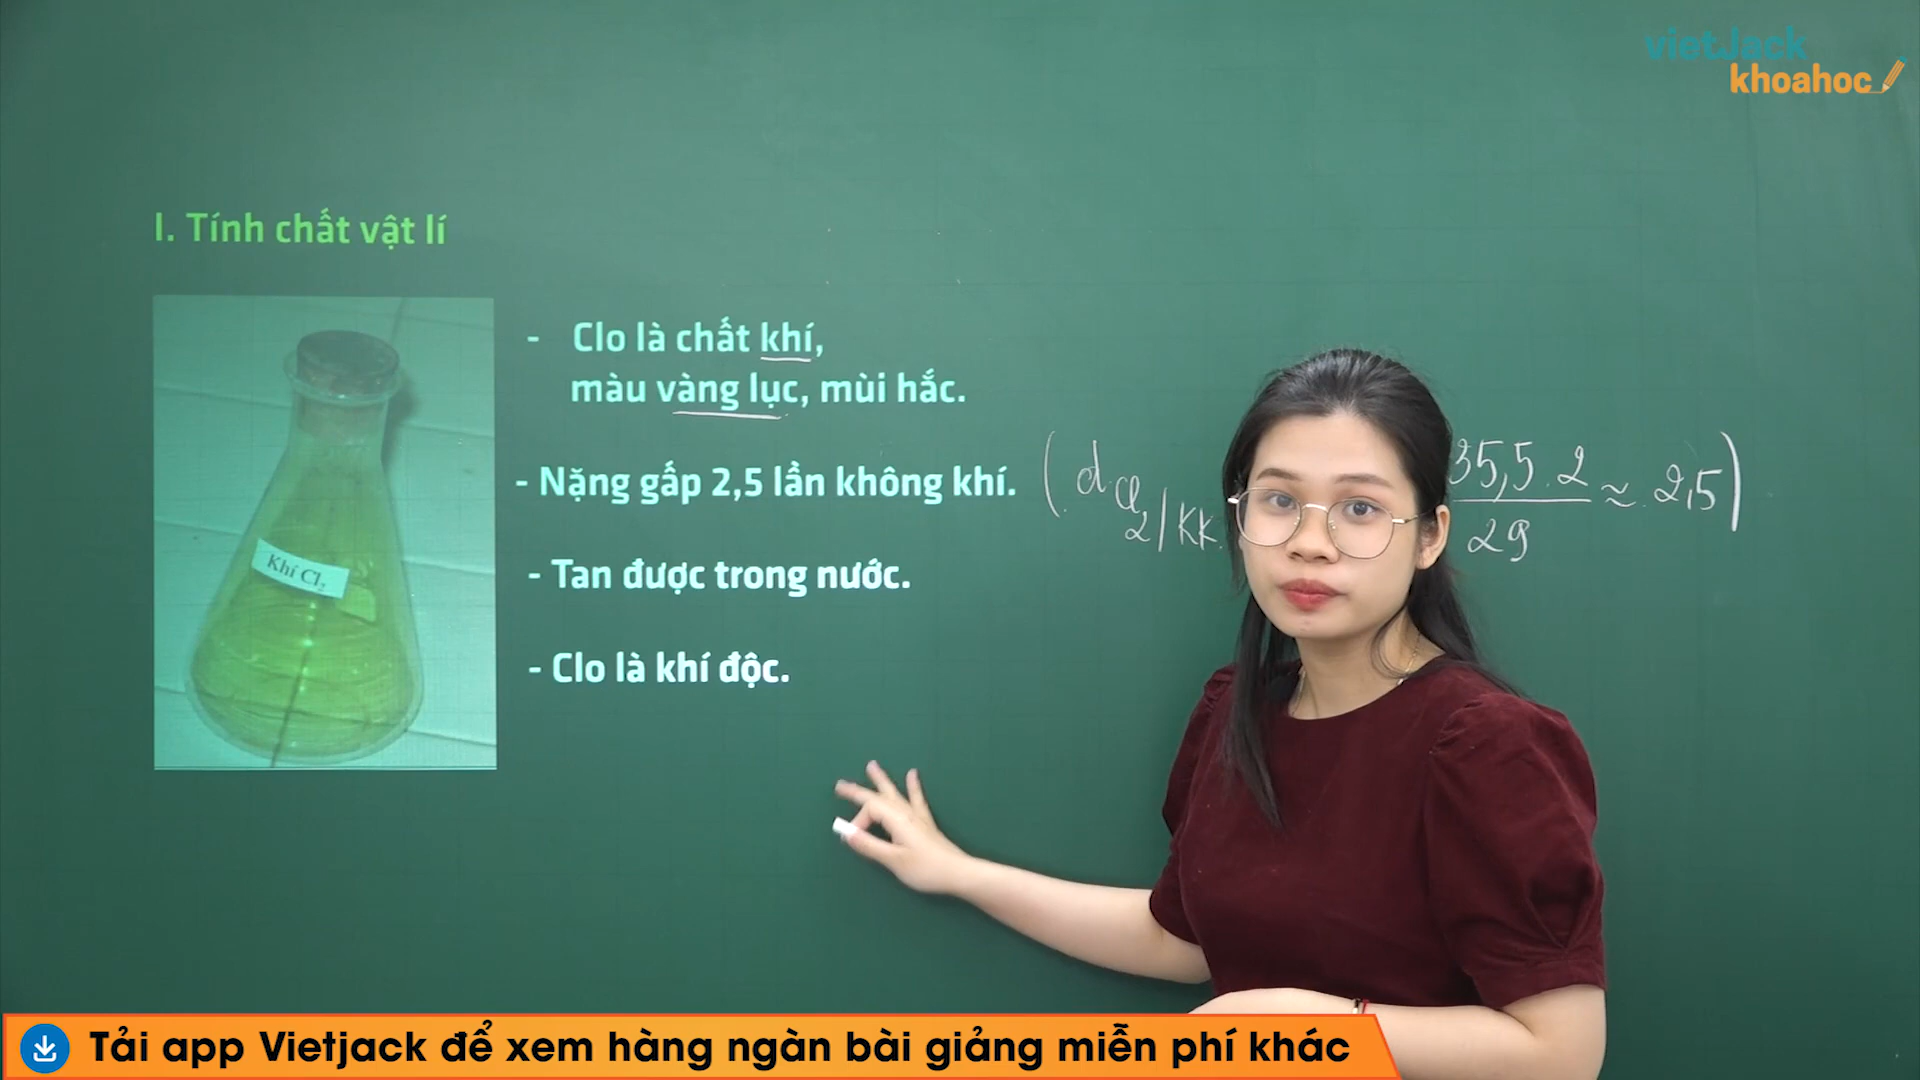 vietJack
khoahoc
I. Tính chất vật lí
- Clo là chất khí,
màu vàng lục, mùi hắc.
- Nặng gấp 2,5 lần không khí.
(d Cl2/KK 35,5.2 / 29 ≈ 2,5)
- Tan được trong nước.
Khí Cl2
- Clo là khí độc.
Tải app Vietjack để xem hàng ngàn bài giảng miễn phí khác